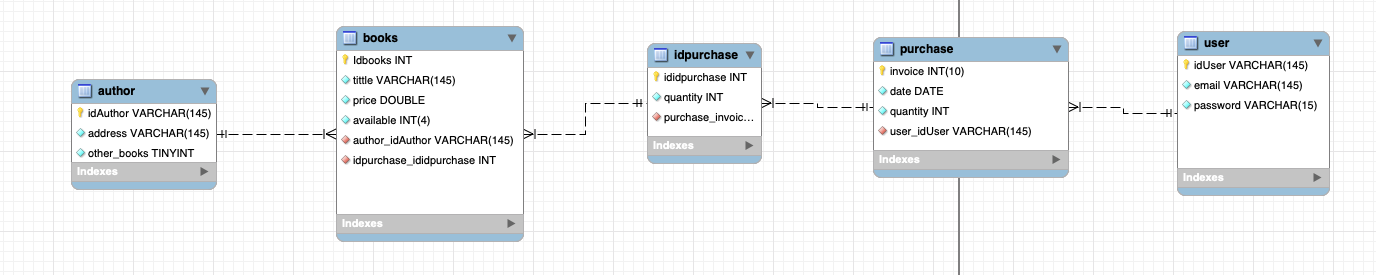 author
idAuthor VARCHAR(145)
address VARCHAR(145)
other_books TINYINT
Indexes
books
Idbooks INT
tittle VARCHAR(145)
price DOUBLE
available INT(4)
author_idAuthor VARCHAR(145)
idpurchase_ididpurchase INT
Indexes
idpurchase
ididpurchase INT
quantity INT
purchase_invoic...
Indexes
purchase
invoice INT(10)
date DATE
quantity INT
user_idUser VARCHAR(145)
Indexes
user
idUser VARCHAR(145)
email VARCHAR(145)
password VARCHAR(15)
Indexes